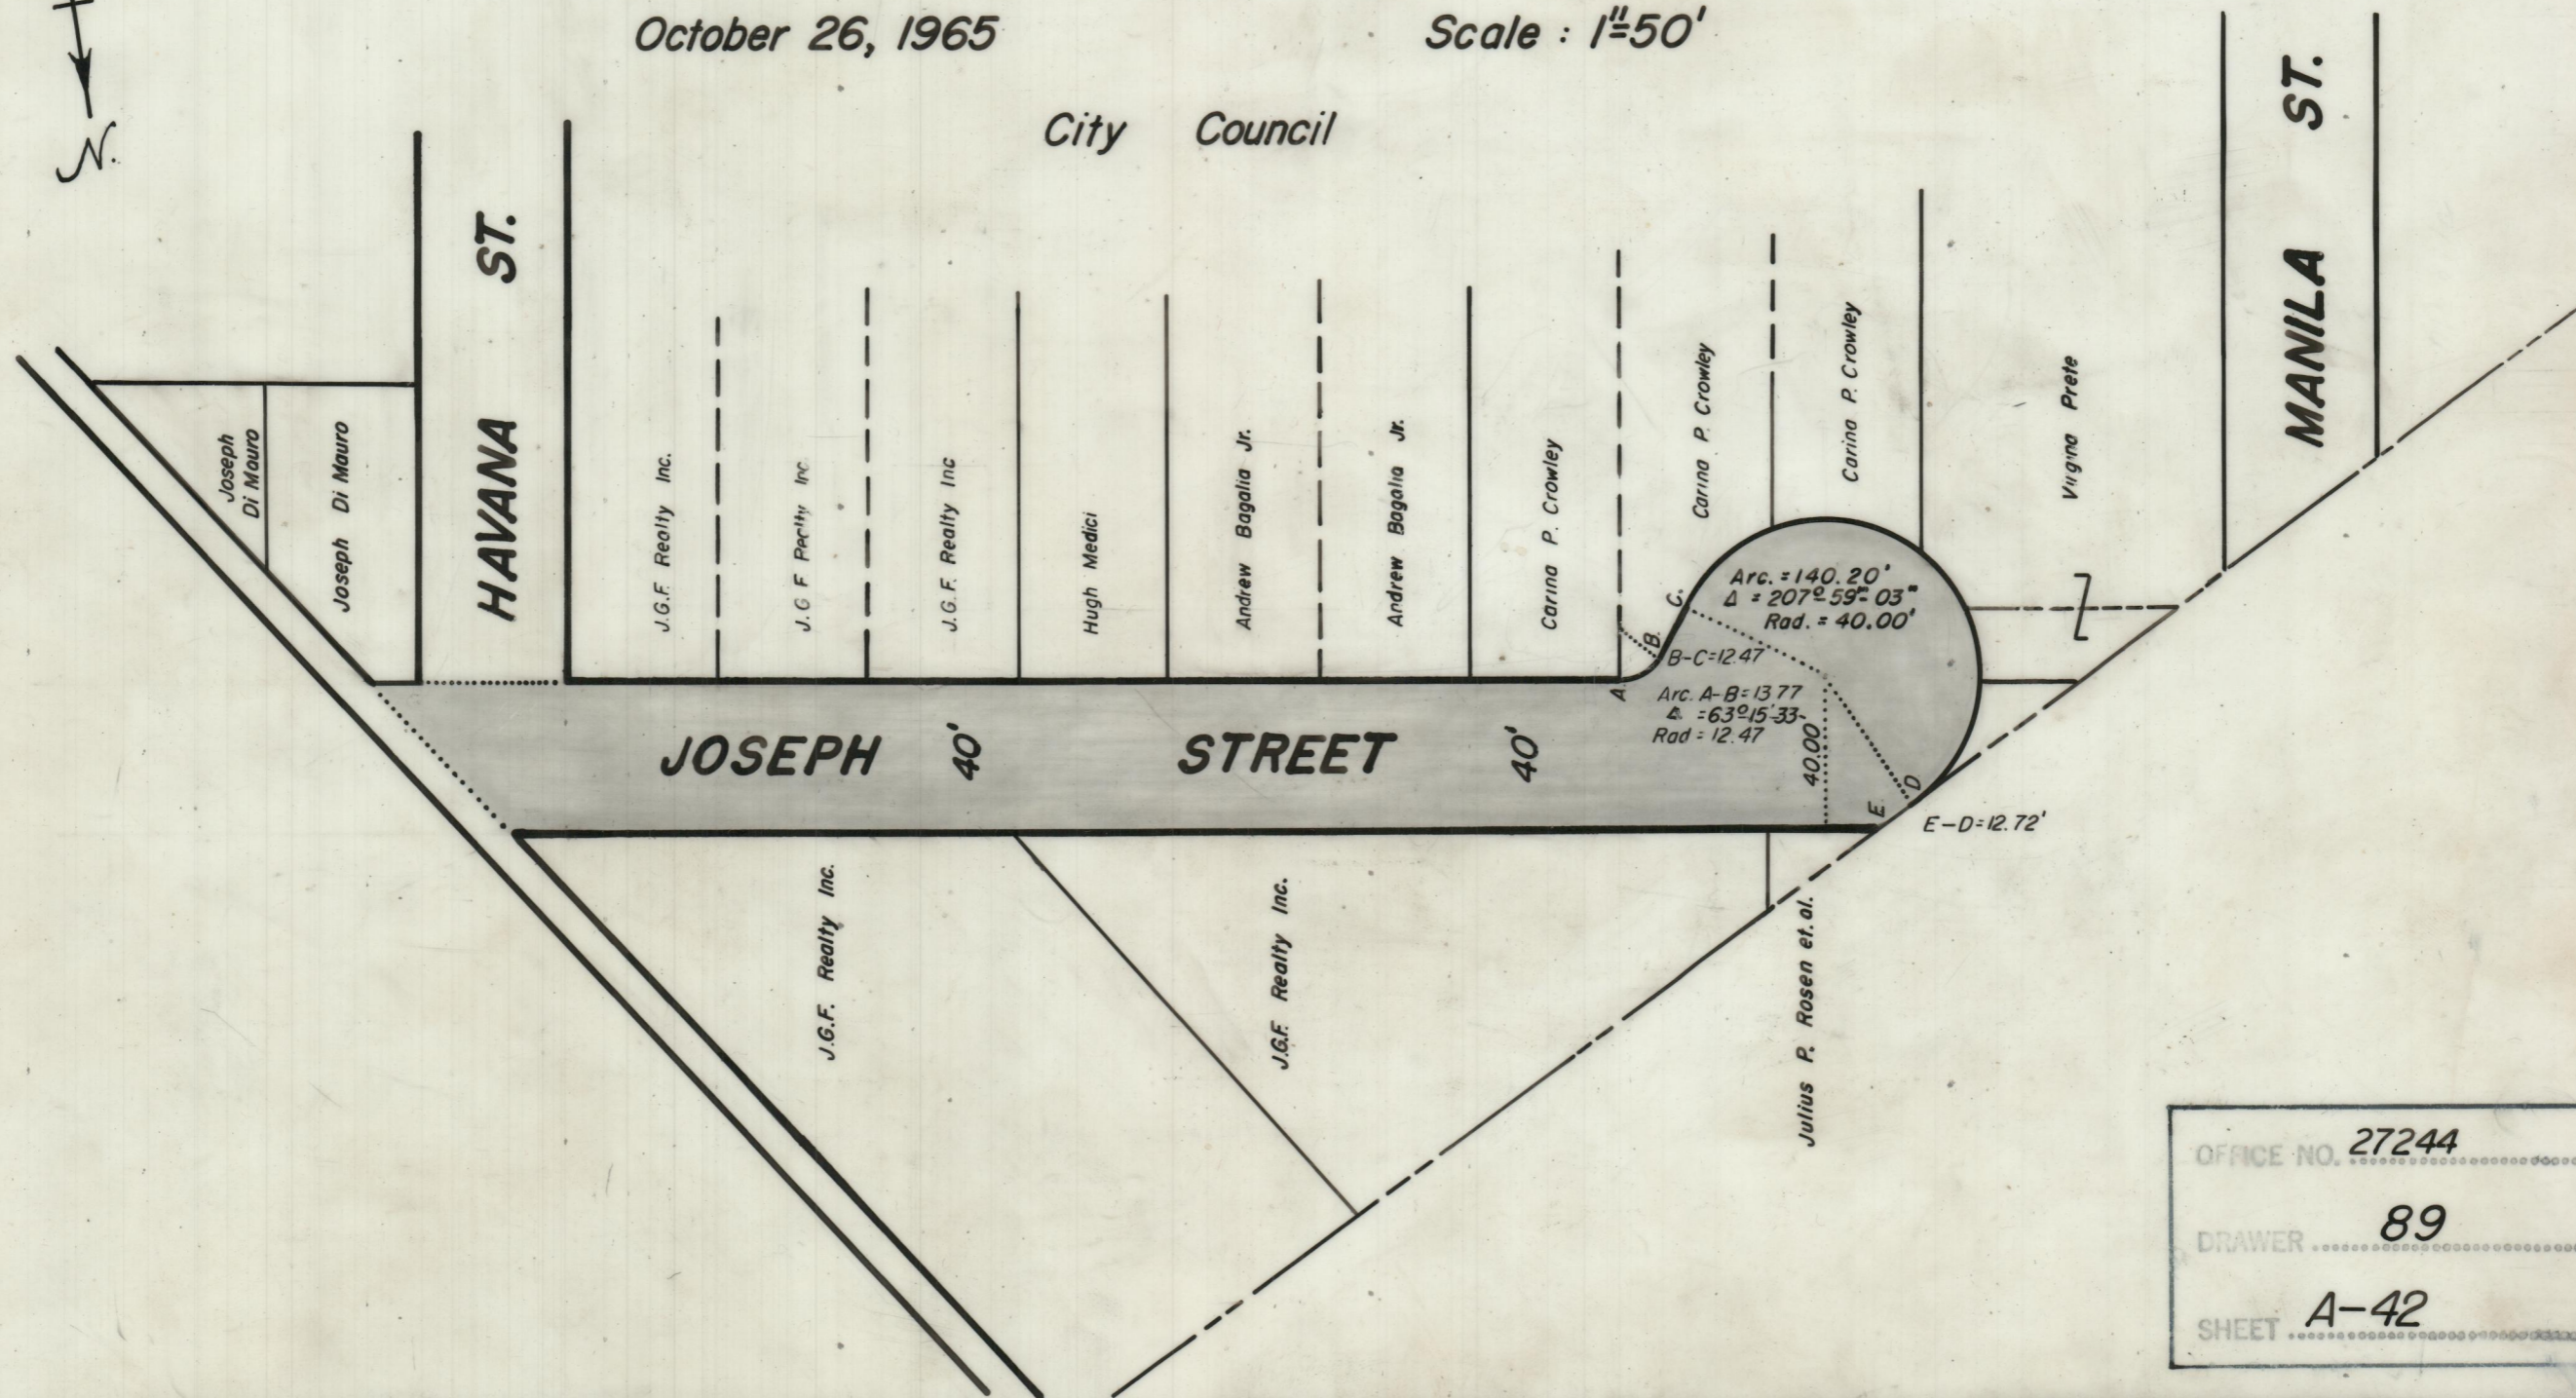 October 26, 1965
Scale : 1"=50'
City Council
N.
HAVANA ST.
MANILA ST.
Joseph
Di Mauro
Joseph Di Mauro
J.G.F. Realty Inc.
J.G F Realty Inc
J.G.F. Realty Inc
Hugh Medici
Andrew Bagalia Jr.
Andrew Bagalia Jr.
Carina P. Crowley
Carina P. Crowley
Carina P. Crowley
Virgina Prete
Arc. = 140.20'
Δ = 207º-59"-03"
Rad. = 40.00'
C.
B.
B-C=12.47
A
Arc. A-B=13.77
Δ =63º-15'-33-
Rad = 12.47
40.00
D
E.
E-D=12.72'
JOSEPH 40' STREET 40'
J.G.F. Realty Inc.
J.G.F. Realty Inc.
Julius P. Rosen et.al.
OFFICE NO. 27244
DRAWER 89
SHEET A-42